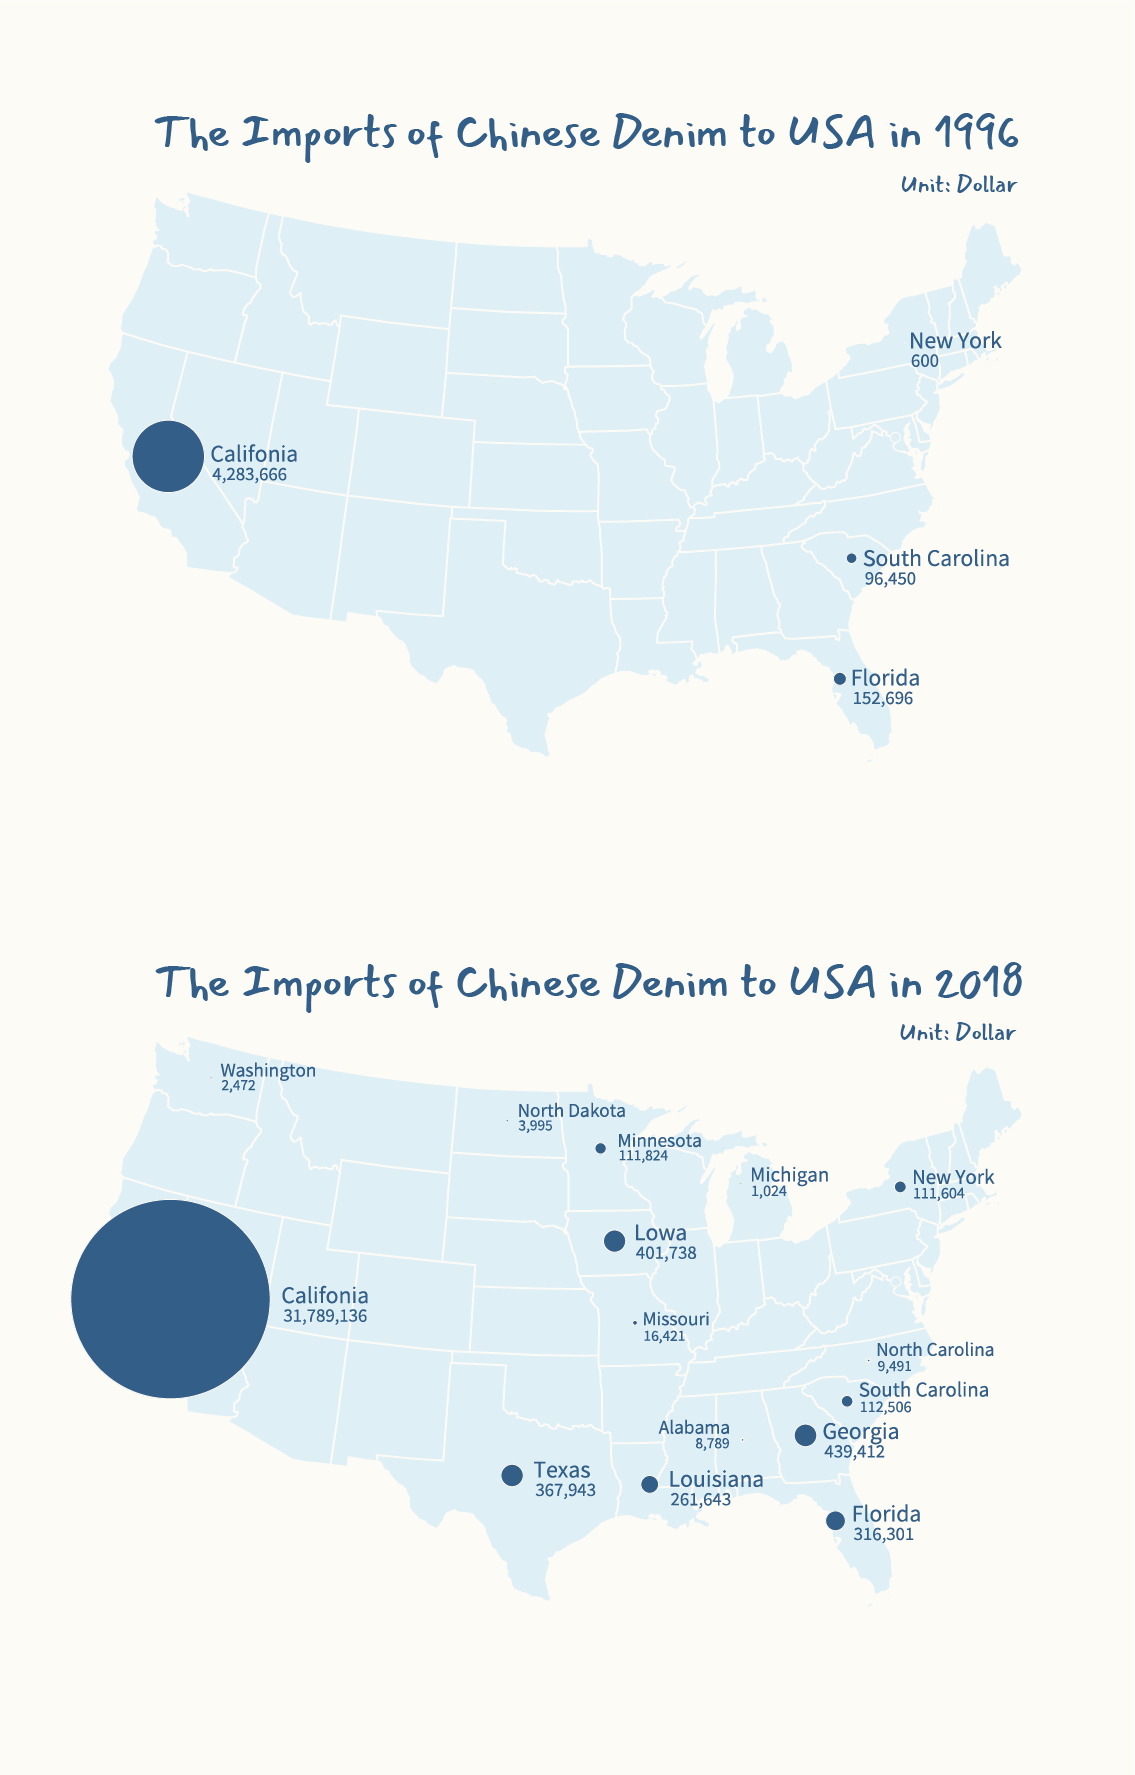 The Imports of Chinese Denim to USA in 1996
Unit: Dollar
New York
600
Califonia
4,283,666
South Carolina
96,450
Florida
152,696
The Imports of Chinese Denim to USA in 2018
Unit: Dollar
Washington
2,472
North Dakota
3,995
Minnesota
111,824
Michigan
1,024
New York
111,604
Lowa
401,738
Califonia
31,789,136
Missouri
16,421
North Carolina
9,491
South Carolina
112,506
Alabama
8,789
Georgia
439,412
Texas
367,943
Louisiana
261,643
Florida
316,301